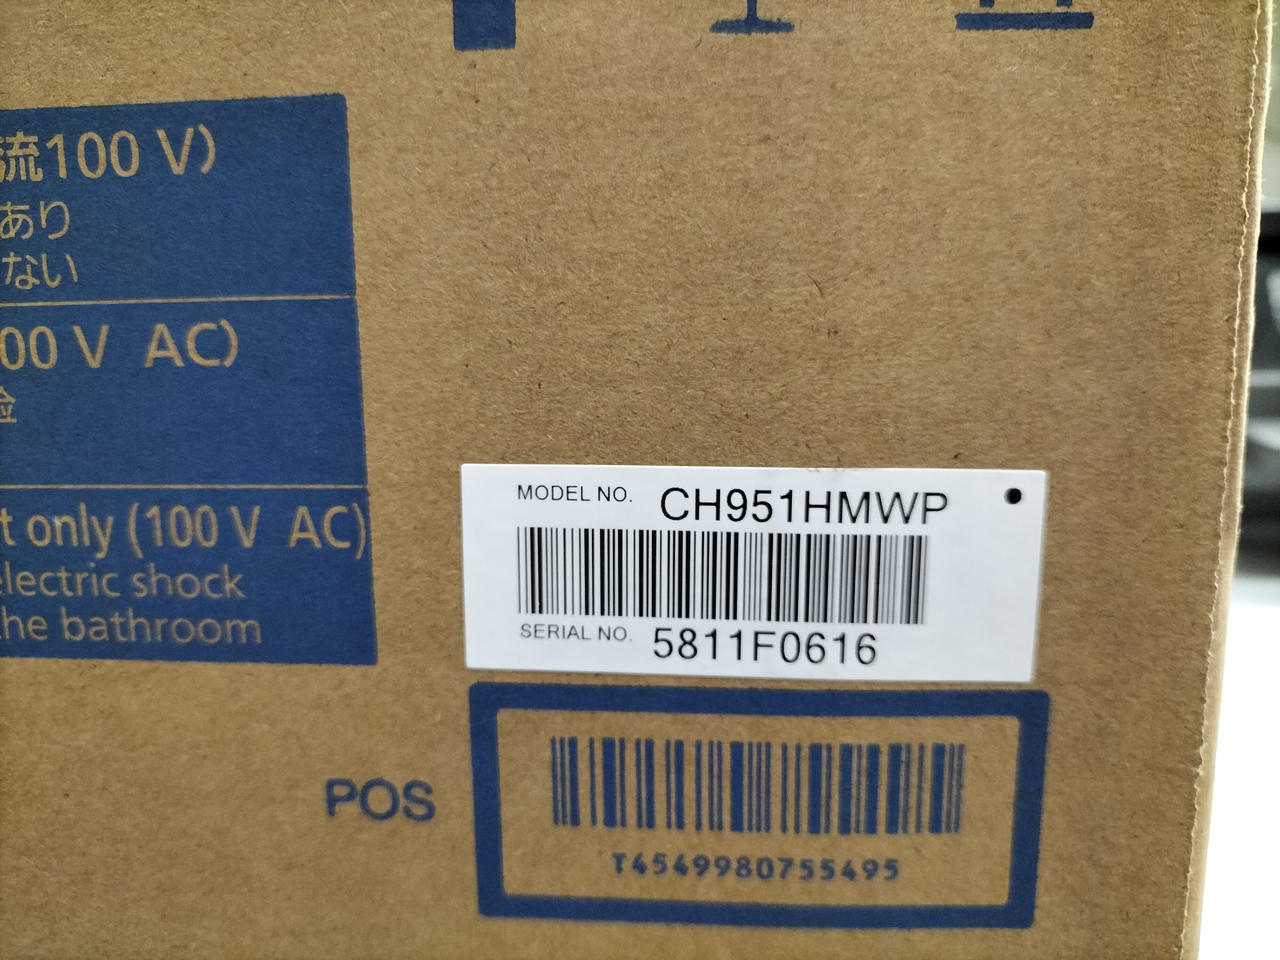 流100 V)
あり
ない
00 V AC)
险
t only (100 V AC)
electric shock
the bathroom
MODEL NO. CH951HMWP
SERIAL NO. 5811F0616
POS
T4549980755495